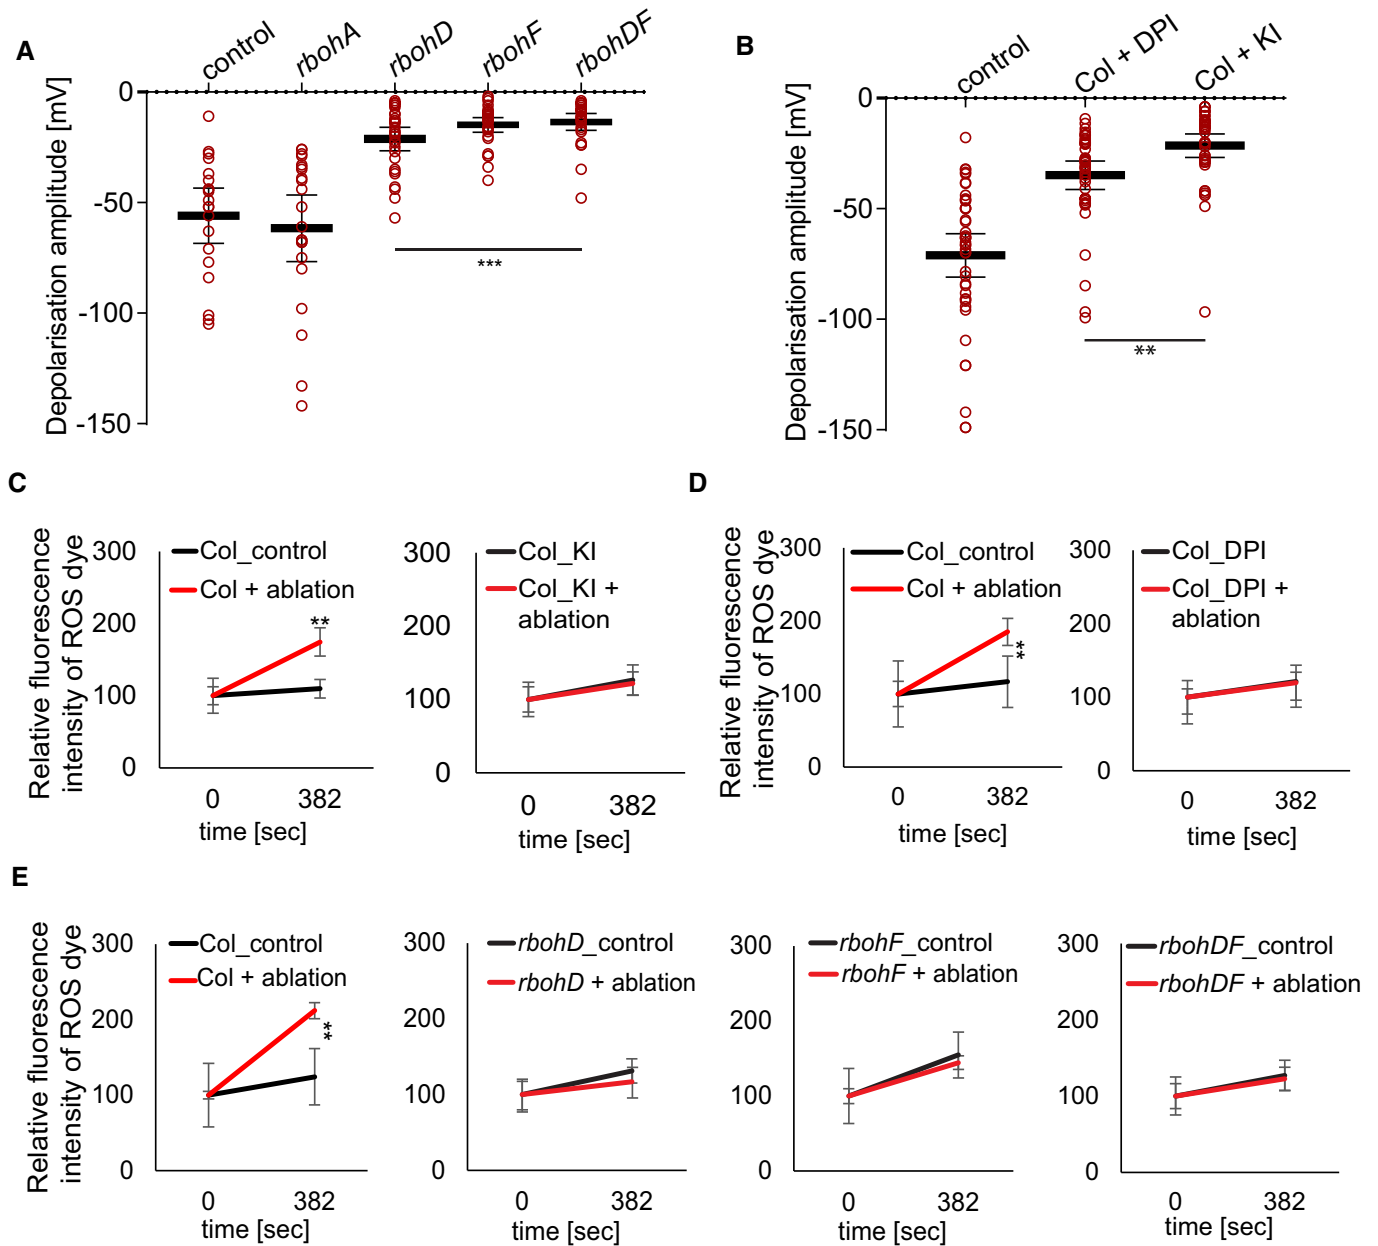 A
control
rbohA
rbohD
rbohF
rbohDF
Depolarisation amplitude [mV]
0
-50
-100
-150
***
B
control
Col + DPI
Col + KI
Depolarisation amplitude [mV]
0
-50
-100
-150
**
C
Relative fluorescence
intensity of ROS dye
300
200
100
0
Col_control
Col + ablation
**
0 382
time [sec]
300
200
100
0
Col_KI
Col_KI +
ablation
0 382
time [sec]
D
Relative fluorescence
intensity of ROS dye
300
200
100
0
Col_control
Col + ablation
**
0 382
time [sec]
300
200
100
0
Col_DPI
Col_DPI +
ablation
0 382
time [sec]
E
Relative fluorescence
intensity of ROS dye
300
200
100
0
Col_control
Col + ablation
**
0 382
time [sec]
300
200
100
0
rbohD_control
rbohD + ablation
0 382
time [sec]
300
200
100
0
rbohF_control
rbohF + ablation
0 382
time [sec]
300
200
100
0
rbohDF_control
rbohDF + ablation
0 382
time [sec]